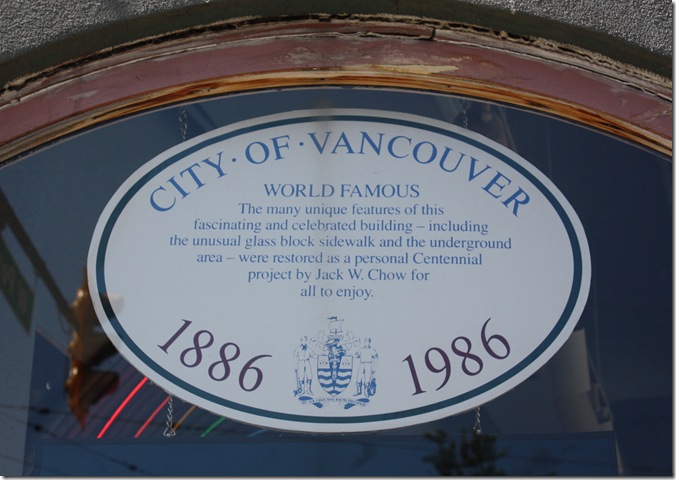 CITY·OF·VANCOUVER
WORLD FAMOUS
The many unique features of this
fascinating and celebrated building – including
the unusual glass block sidewalk and the underground
area – were restored as a personal Centennial
project by Jack W. Chow for
all to enjoy.
1886 1986